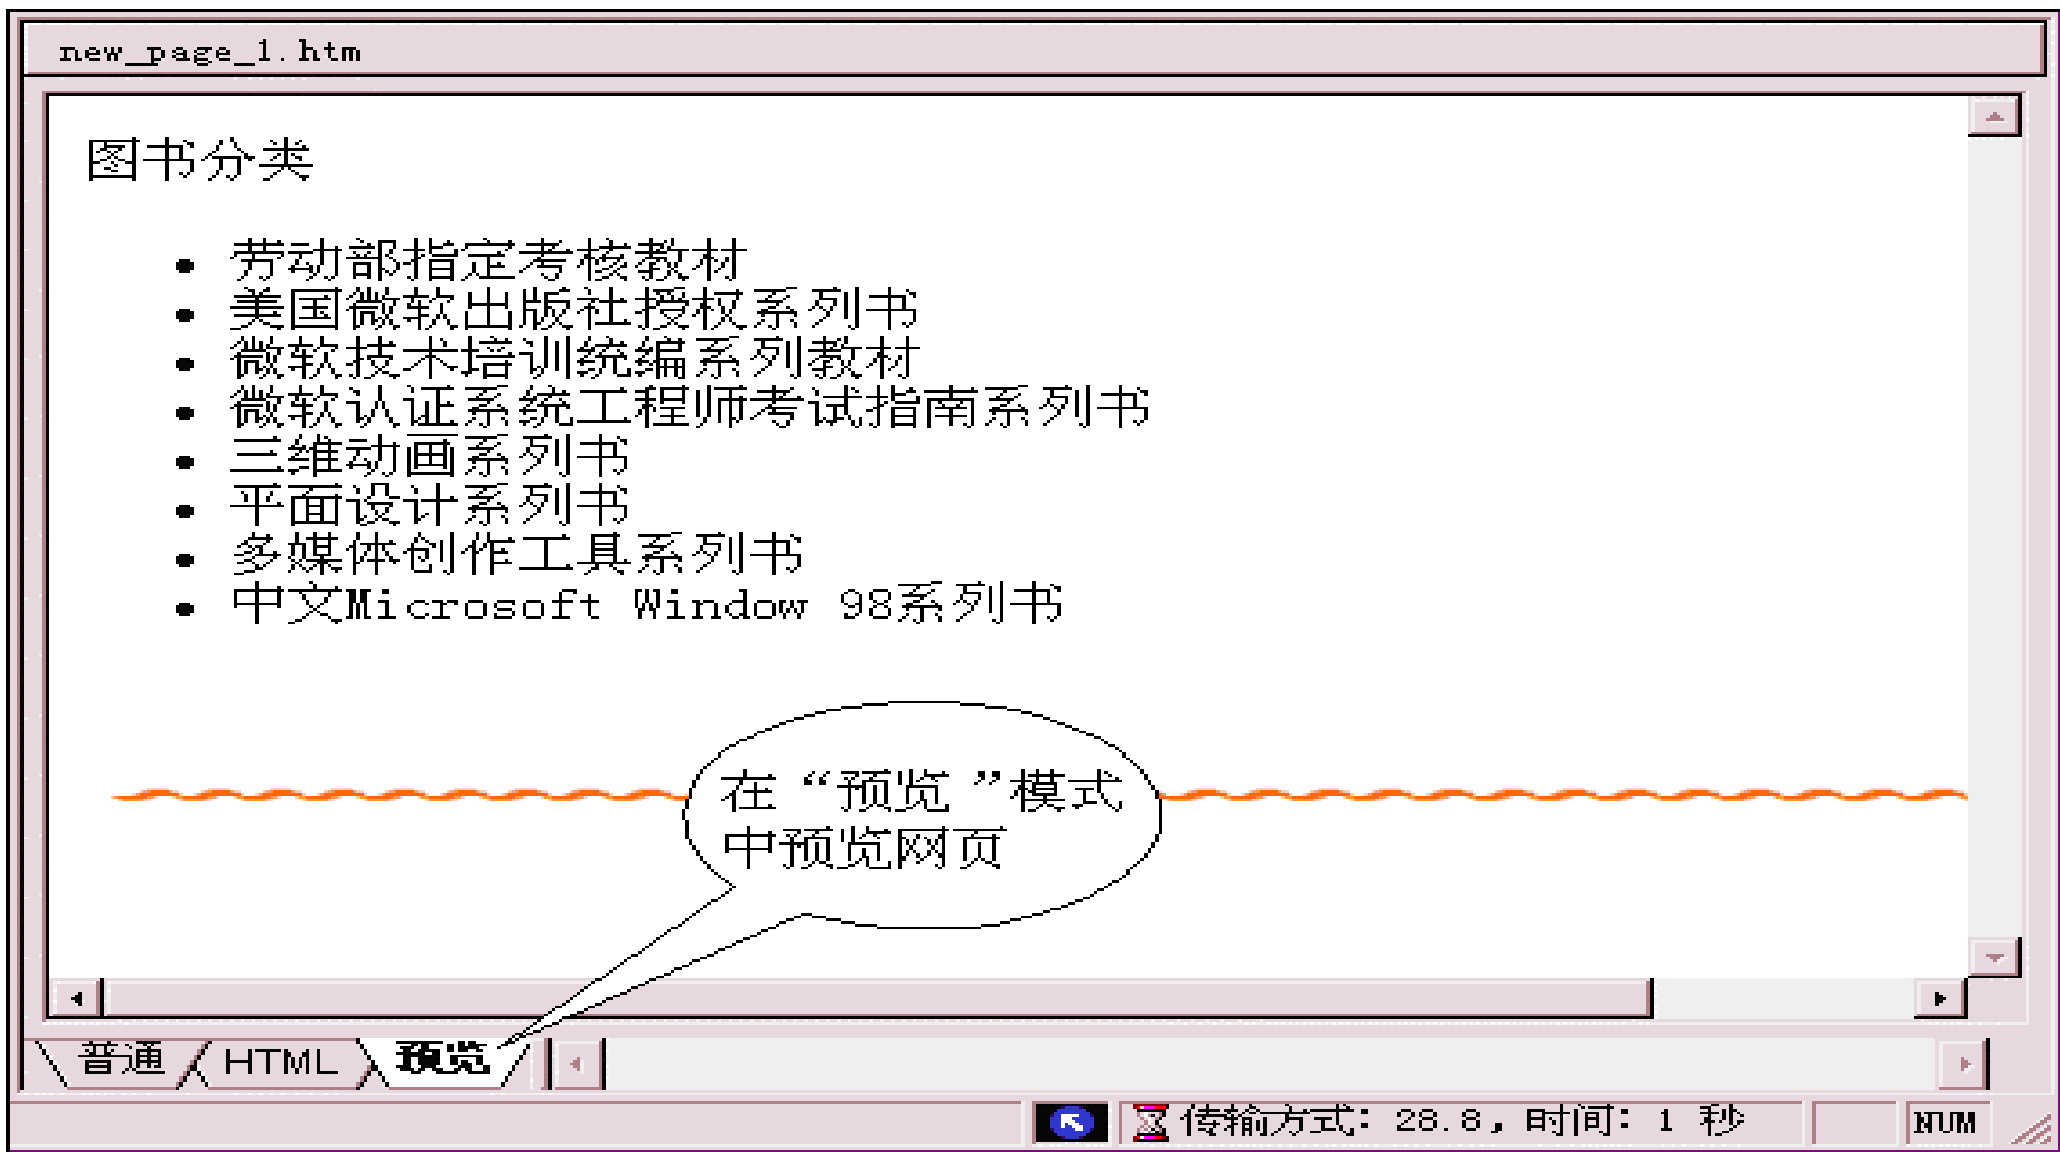 new_page_1.htm
图书分类
• 劳动部指定考核教材
• 美国微软出版社授权系列书
• 微软技术培训统编系列教材
• 微软认证系统工程师考试指南系列书
• 三维动画系列书
• 平面设计系列书
• 多媒体创作工具系列书
• 中文Microsoft Window 98系列书
在“预览”模式
中预览网页
普通 HTML 预览
传输方式: 28.8, 时间: 1 秒 NUM